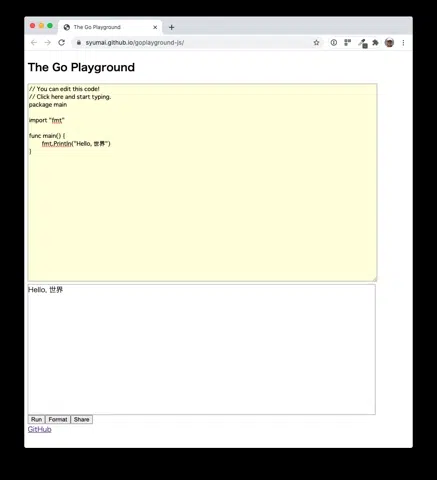 The Go Playground
syumai.github.io/goplayground-js/
The Go Playground
// You can edit this code!
// Click here and start typing.
package main
import "fmt"
func main() {
fmt.Println("Hello, 世界")
}
Hello, 世界
Run Format Share
GitHub